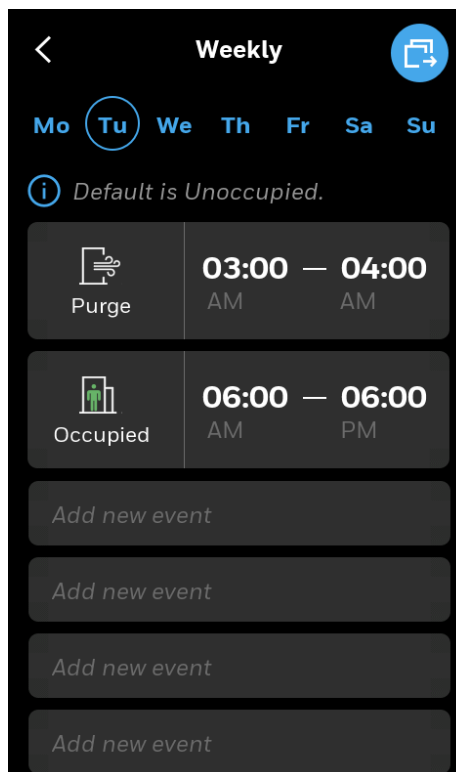 Weekly
Mo Tu We Th Fr Sa Su
i Default is Unoccupied.
03:00 — 04:00
Purge AM AM
06:00 — 06:00
Occupied AM PM
Add new event
Add new event
Add new event
Add new event